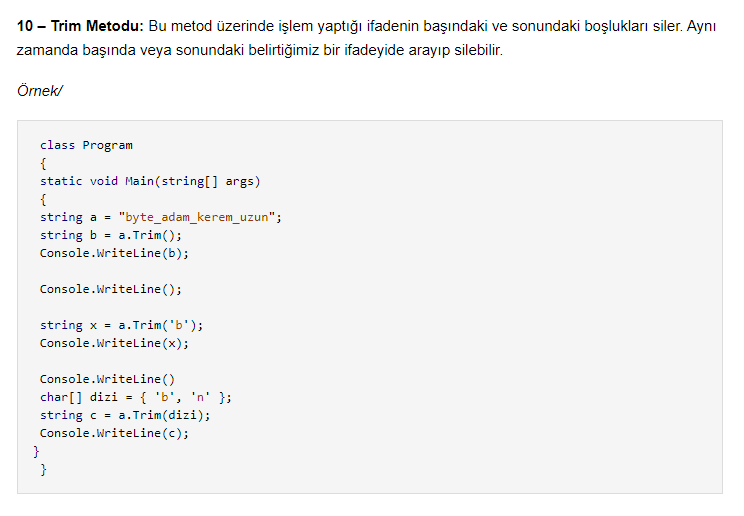 10 – Trim Metodu: Bu metod üzerinde işlem yaptığı ifadenin başındaki ve sonundaki boşlukları siler. Aynı
zamanda başında veya sonundaki belirtiğimiz bir ifadeyide arayıp silebilir.
Örnek/
class Program
{
static void Main(string[] args)
{
string a = "byte_adam_kerem_uzun";
string b = a.Trim();
Console.WriteLine(b);
Console.WriteLine();
string x = a.Trim('b');
Console.WriteLine(x);
Console.WriteLine()
char[] dizi = { 'b', 'n' };
string c = a.Trim(dizi);
Console.WriteLine(c);
}
}